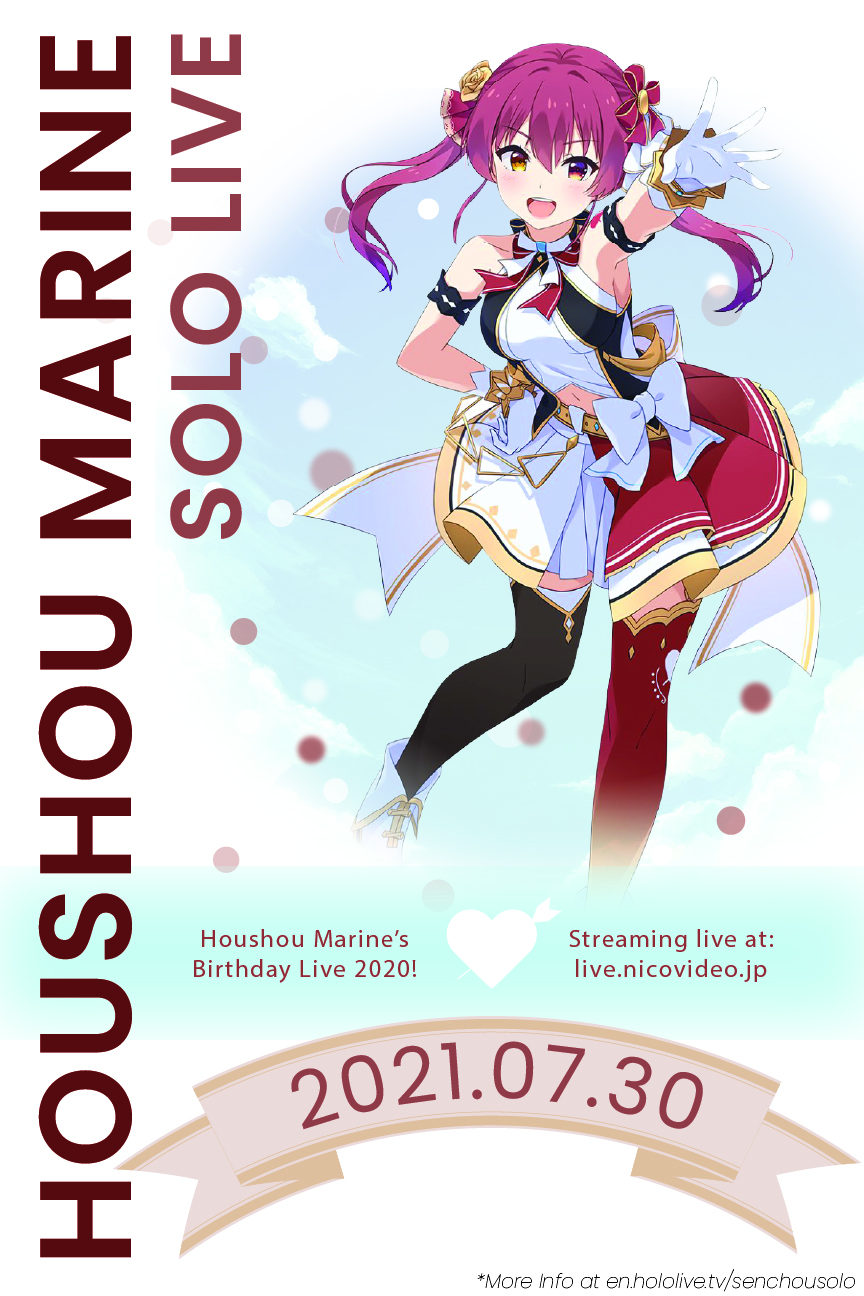 HOUSHOU MARINE
SOLO LIVE
Houshou Marine's
Birthday Live 2020!
Streaming live at:
live.nicovideo.jp
2021.07.30
*More Info at en.hololive.tv/senchousolo